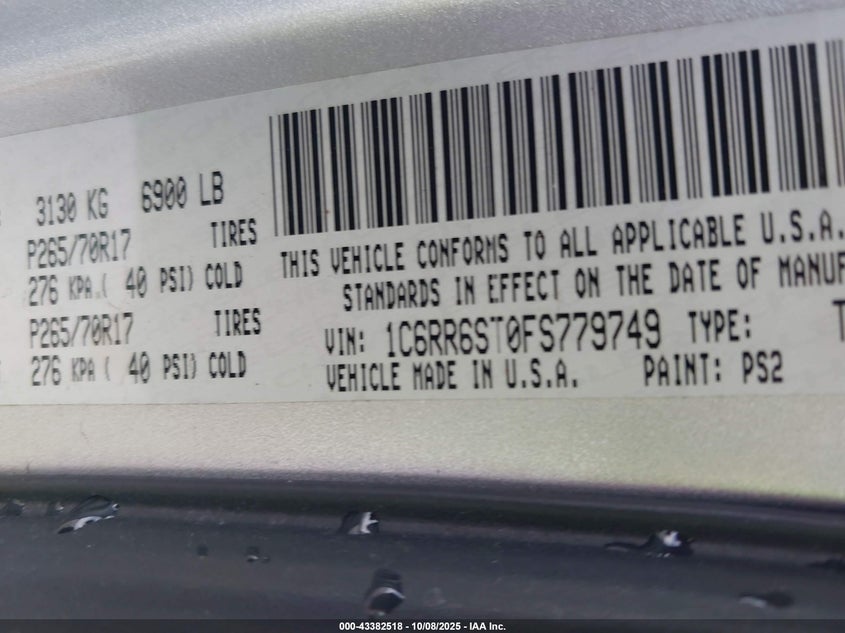 3130 KG 6900 LB
P265/70R17 TIRES
276 KPA ( 40 PSI) COLD
P265/70R17 TIRES
276 KPA ( 40 PSI) COLD
THIS VEHICLE CONFORMS TO ALL APPLICABLE U.S.A.
STANDARDS IN EFFECT ON THE DATE OF MANUF
VIN: 1C6RR6ST0FS779749 TYPE: T
VEHICLE MADE IN U.S.A. PAINT: PS2
000-43382518 - 10/08/2025 - IAA Inc.